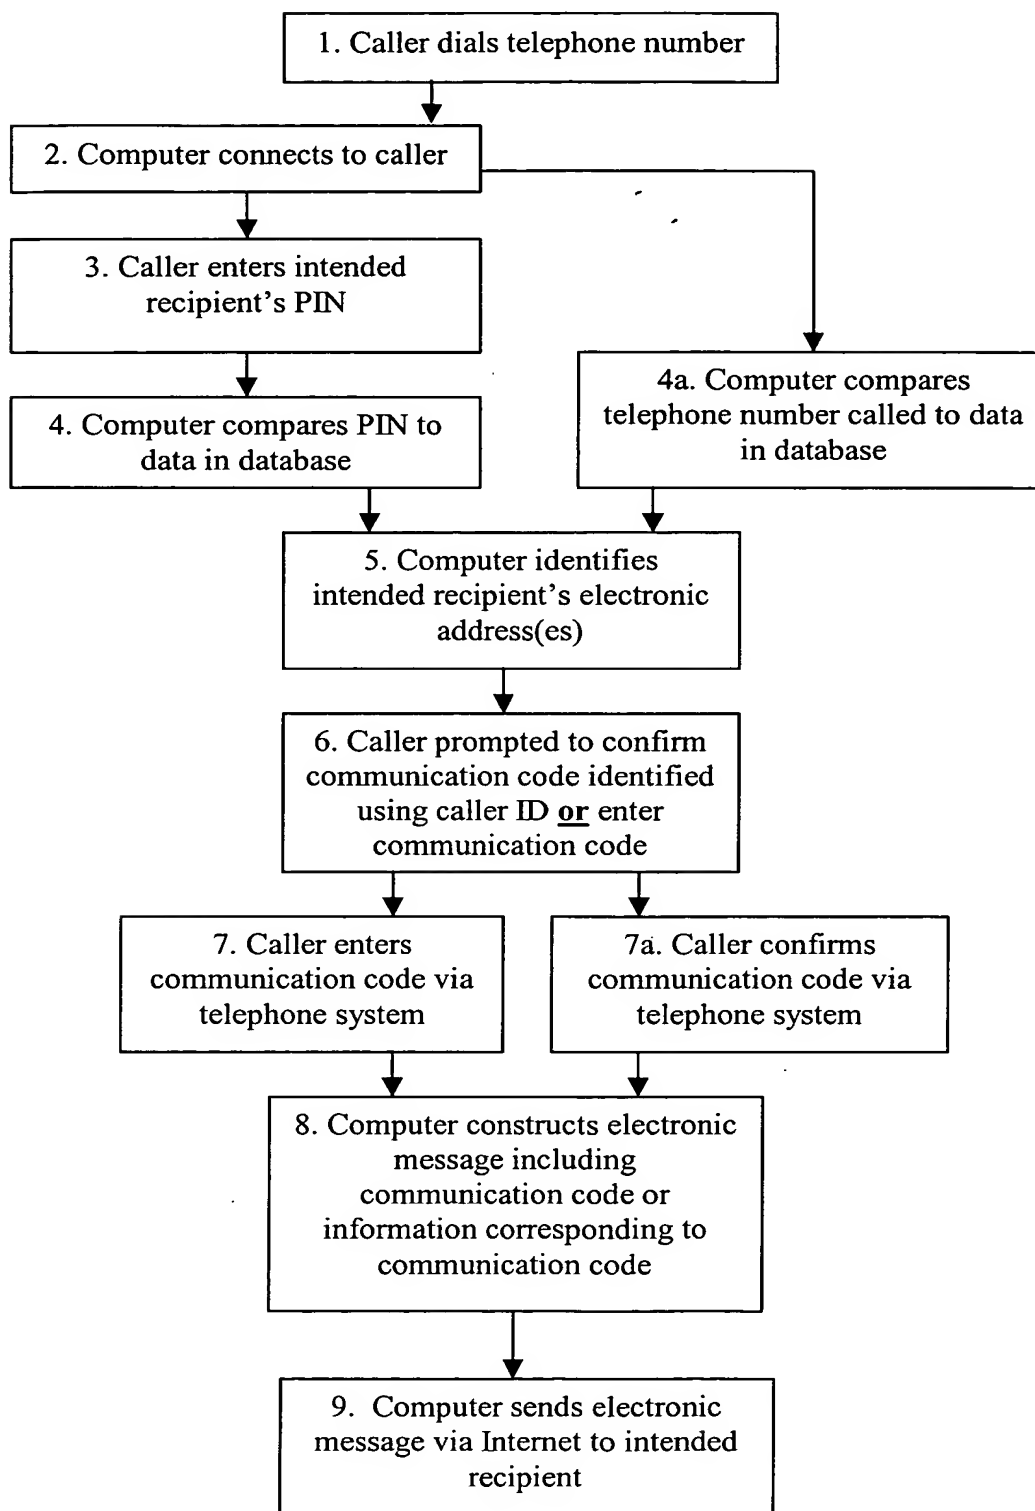 1. Caller dials telephone number
2. Computer connects to caller
3. Caller enters intended
recipient's PIN
4. Computer compares PIN to
data in database
4a. Computer compares
telephone number called to data
in database
5. Computer identifies
intended recipient's electronic
address(es)
6. Caller prompted to confirm
communication code identified
using caller ID or enter
communication code
7. Caller enters
communication code via
telephone system
7a. Caller confirms
communication code via
telephone system
8. Computer constructs electronic
message including
communication code or
information corresponding to
communication code
9. Computer sends electronic
message via Internet to intended
recipient